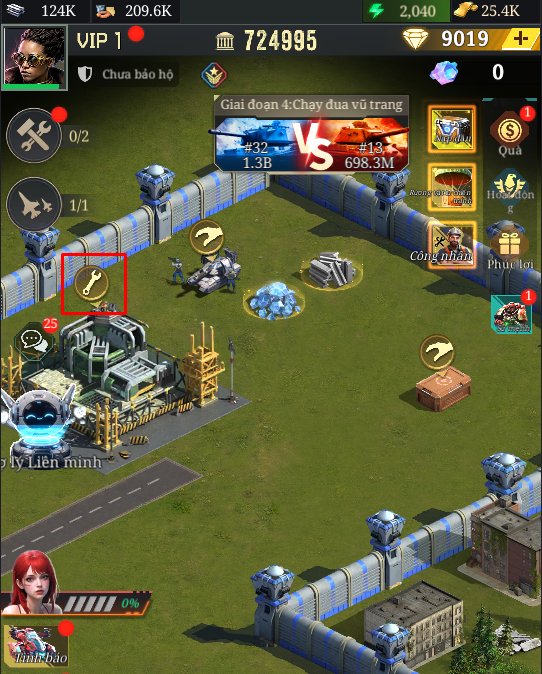 124K
209.6K
2,040
25.4K
VIP 1
724995
9019
Chưa bảo hộ
0
Giai đoạn 4:Chạy đua vũ trang
VS
#32
1.3B
#13
698.3M
0/2
1
Quà
1/1
Phúc lợi
Công nhân
1
25
Liên minh
0%
Tình báo